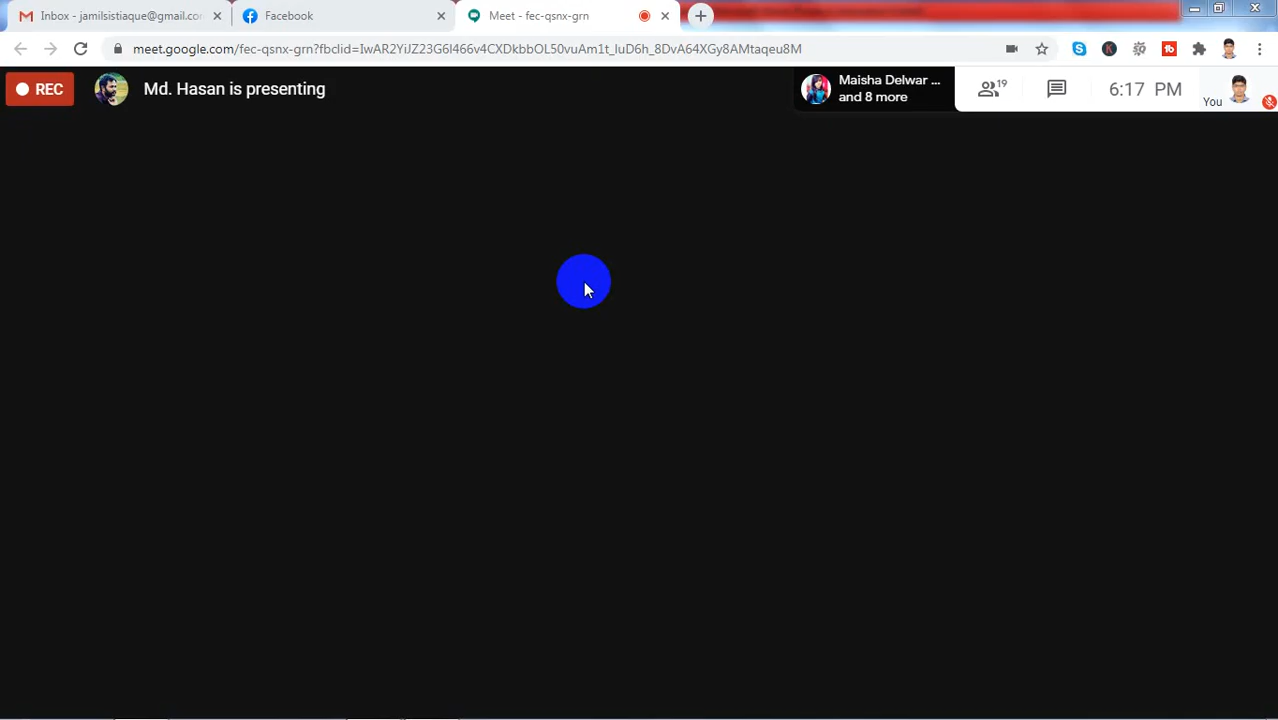 Inbox - jamilsistiaque@gmail.co
Facebook
Meet - fec-qsnx-grn
meet.google.com/fec-qsnx-grn?fbclid=IwAR2YiJZ23G6l466v4CXDkbbOL50vuAm1t_IuD6h_8DvA64XGy8AMtaqeu8M
REC
Md. Hasan is presenting
Maisha Delwar ...
and 8 more
19
6:17 PM
You